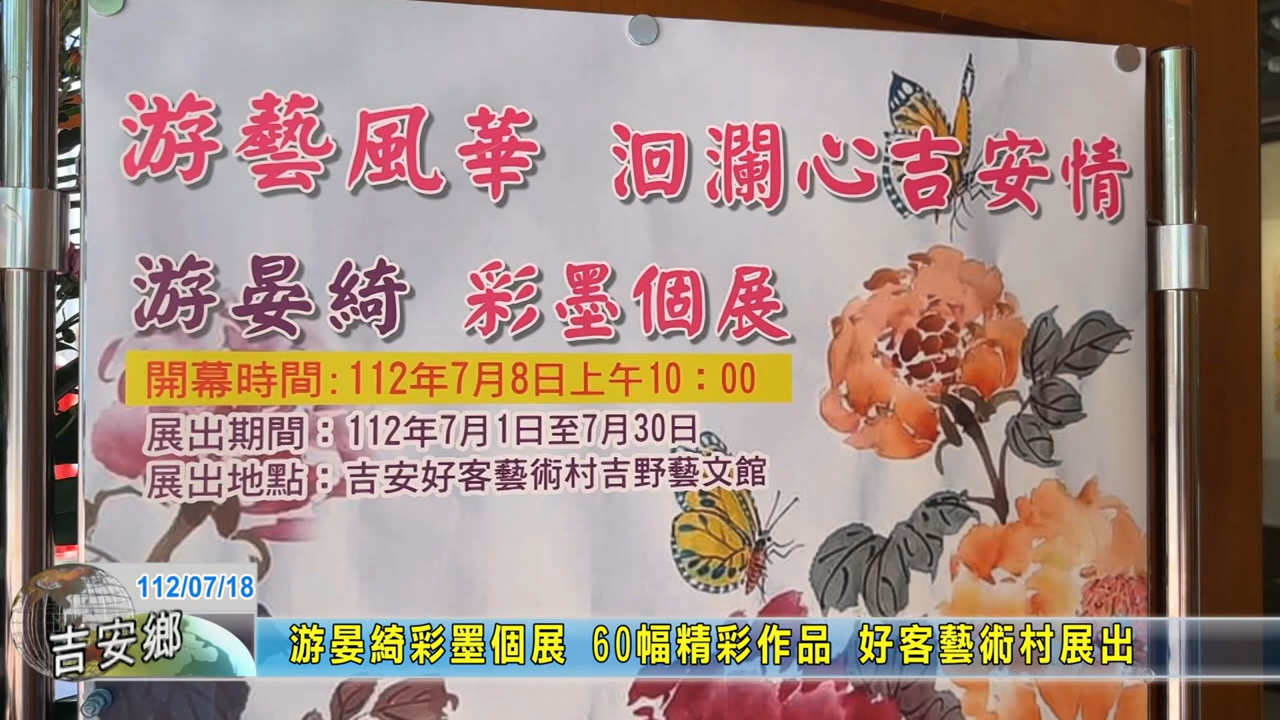 游藝風華 洄瀾心吉安情
游晏綺 彩墨個展
開幕時間:112年7月8日上午10：00
展出期間：112年7月1日至7月30日
展出地點：吉安好客藝術村吉野藝文館
112/07/18
吉安鄉
游晏綺彩墨個展 60幅精彩作品 好客藝術村展出